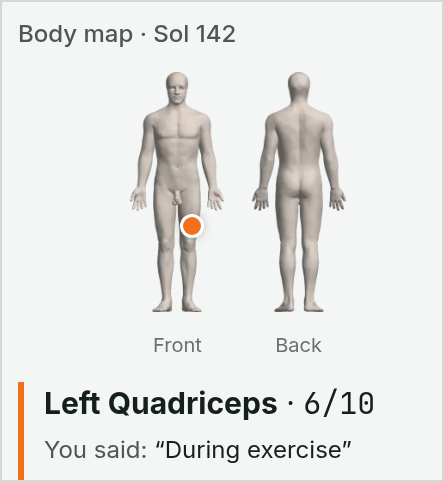 Body map · Sol 142
Front
Back
Left Quadriceps · 6/10
You said: “During exercise”